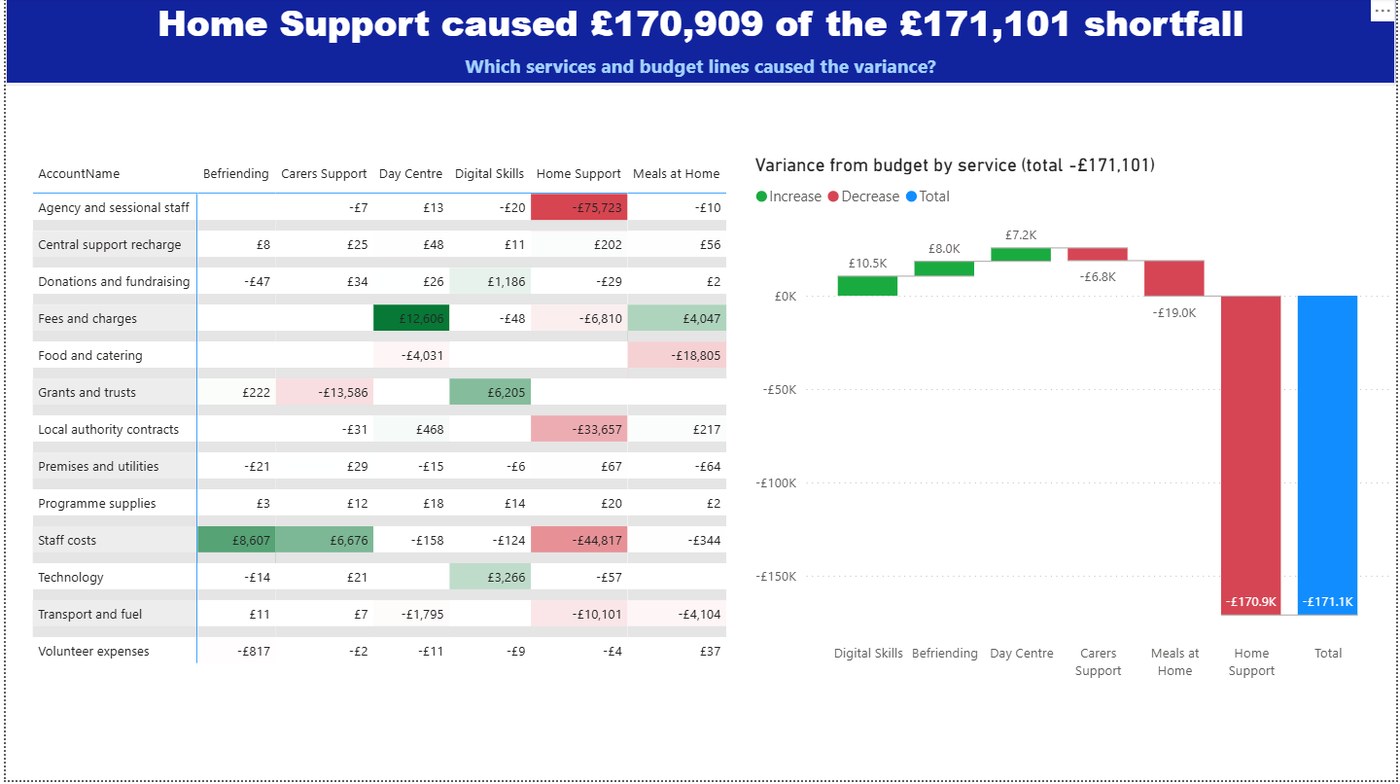 Home Support caused £170,909 of the £171,101 shortfall
Which services and budget lines caused the variance?
AccountName Befriending Carers Support Day Centre Digital Skills Home Support Meals at Home
Agency and sessional staff -£7 £13 -£20 -£75,723 -£10
Central support recharge £8 £25 £48 £11 £202 £56
Donations and fundraising -£47 £34 £26 £1,186 -£29 £2
Fees and charges £12,606 -£48 -£6,810 £4,047
Food and catering -£4,031 -£18,805
Grants and trusts £222 -£13,586 £6,205
Local authority contracts -£31 £468 -£33,657 £217
Premises and utilities -£21 £29 -£15 -£6 £67 -£64
Programme supplies £3 £12 £18 £14 £20 £2
Staff costs £8,607 £6,676 -£158 -£124 -£44,817 -£344
Technology -£14 £21 £3,266 -£57
Transport and fuel £11 £7 -£1,795 -£10,101 -£4,104
Volunteer expenses -£817 -£2 -£11 -£9 -£4 £37
Variance from budget by service (total -£171,101)
Increase Decrease Total
£10.5K £8.0K £7.2K -£6.8K -£19.0K -£170.9K -£171.1K
£0K
-£50K
-£100K
-£150K
Digital Skills Befriending Day Centre Carers Support Meals at Home Home Support Total